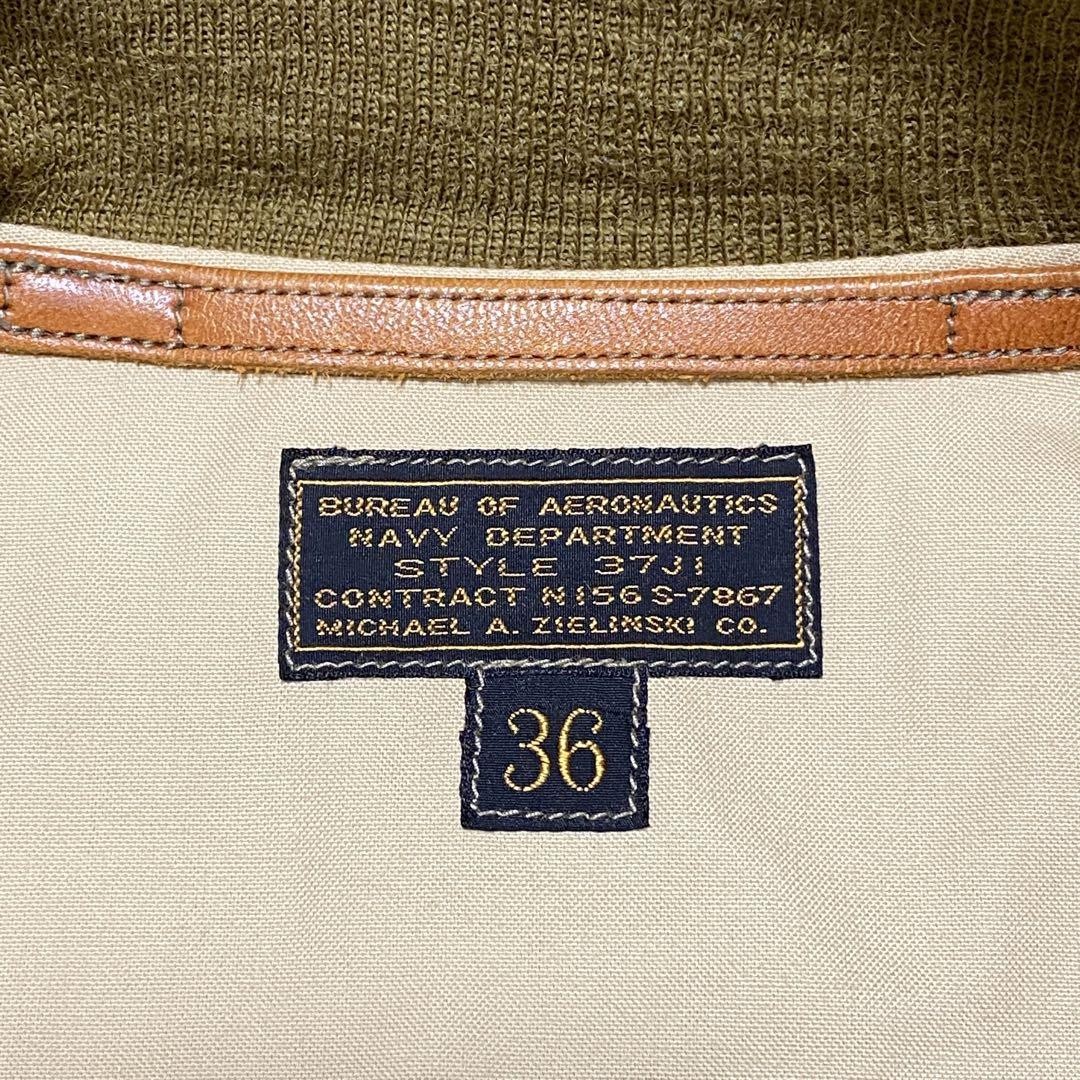 BUREAU OF AERONAUTICS
NAVY DEPARTMENT
STYLE 37J1
CONTRACT N156 S-7867
MICHAEL A. ZIELINSKI CO.
36